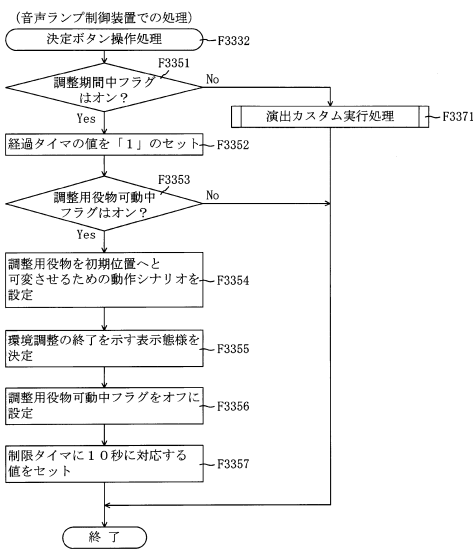 (音声ランプ制御装置での処理)
決定ボタン操作処理
F3332
F3351
調整期間中フラグ
はオン？
No
Yes
演出カスタム実行処理
F3371
経過タイマの値を「１」のセット
F3352
F3353
調整用役物可動中
フラグはオン？
No
Yes
調整用役物を初期位置へと
可変させるための動作シナリオを
設定
F3354
環境調整の終了を示す表示態様を
決定
F3355
調整用役物可動中フラグをオフに
設定
F3356
制限タイマに１０秒に対応する
値をセット
F3357
終了